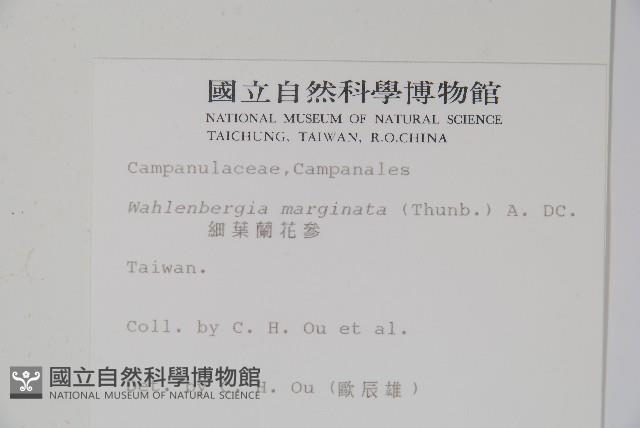 國立自然科學博物館
NATIONAL MUSEUM OF NATURAL SCIENCE
TAICHUNG, TAIWAN, R.O.CHINA
Campanulaceae,Campanales
Wahlenbergia marginata (Thunb.) A. DC.
細葉蘭花參
Taiwan.
Coll. by C. H. Ou et al.
Det. by C. H. Ou (歐辰雄)
國立自然科學博物館
NATIONAL MUSEUM OF NATURAL SCIENCE